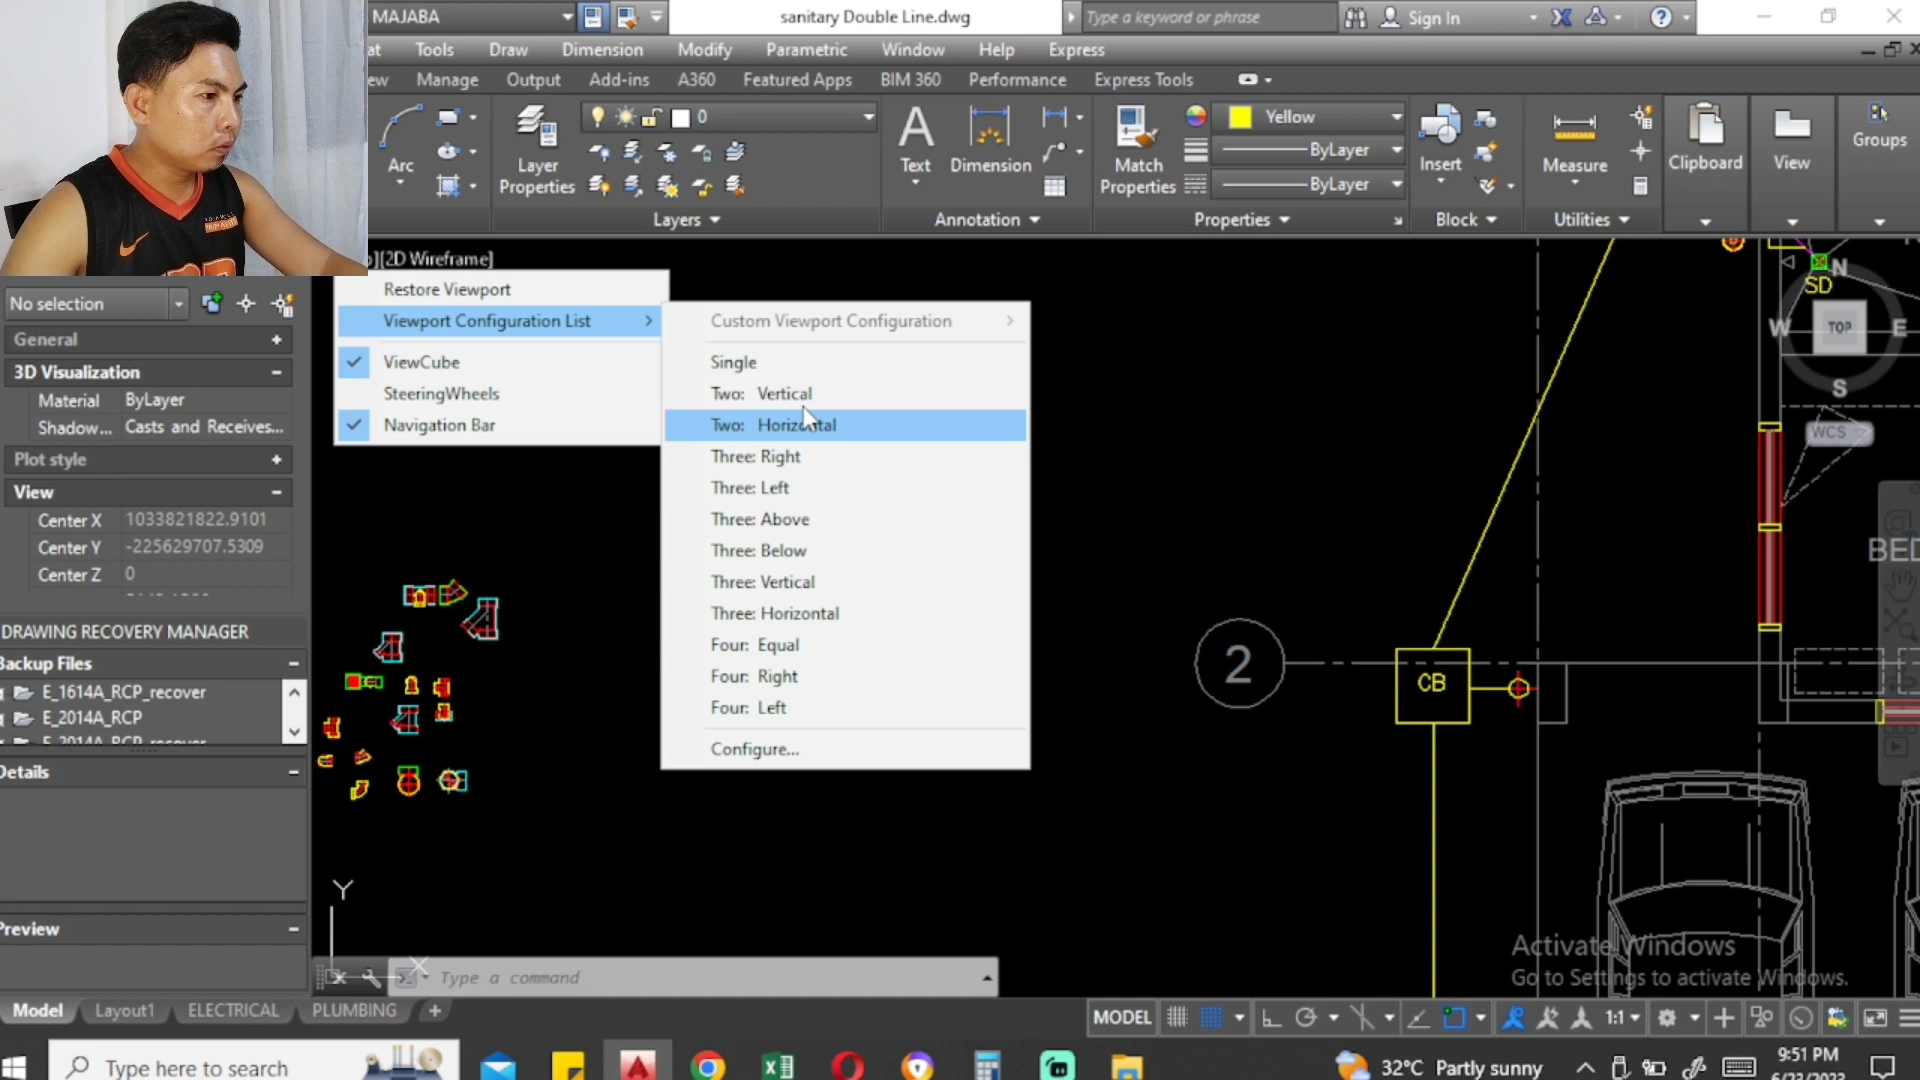 MAJABA
sanitary Double Line.dwg
Type a keyword or phrase
Sign In
Tools Draw Dimension Modify Parametric Window Help Express
Manage Output Add-ins A360 Featured Apps BIM 360 Performance Express Tools
0
Yellow
ByLayer
ByLayer
Arc
Layer
Properties
Text
Dimension
Match
Properties
Insert
Measure
Clipboard
View
Groups
Layers
Annotation
Properties
Block
Utilities
][2D Wireframe]
No selection
General
3D Visualization
Material ByLayer
Shadow... Casts and Receives...
Plot style
View
Center X 1033821822.9101
Center Y -225629707.5309
Center Z 0
DRAWING RECOVERY MANAGER
Backup Files
E_1614A_RCP_recover
E_2014A_RCP
E_2014A_RCP_recover
Details
Preview
Restore Viewport
Viewport Configuration List
ViewCube
SteeringWheels
Navigation Bar
Custom Viewport Configuration
Single
Two: Vertical
Two: Horizontal
Three: Right
Three: Left
Three: Above
Three: Below
Three: Vertical
Three: Horizontal
Four: Equal
Four: Right
Four: Left
Configure...
SD
N
W TOP E
S
WCS
BED
2
CB
Y
X
Activate Windows
Go to Settings to activate Windows.
Type a command
Model Layout1 ELECTRICAL PLUMBING +
MODEL
1:1
Type here to search
32°C Partly sunny
9:51 PM
6/23/2023